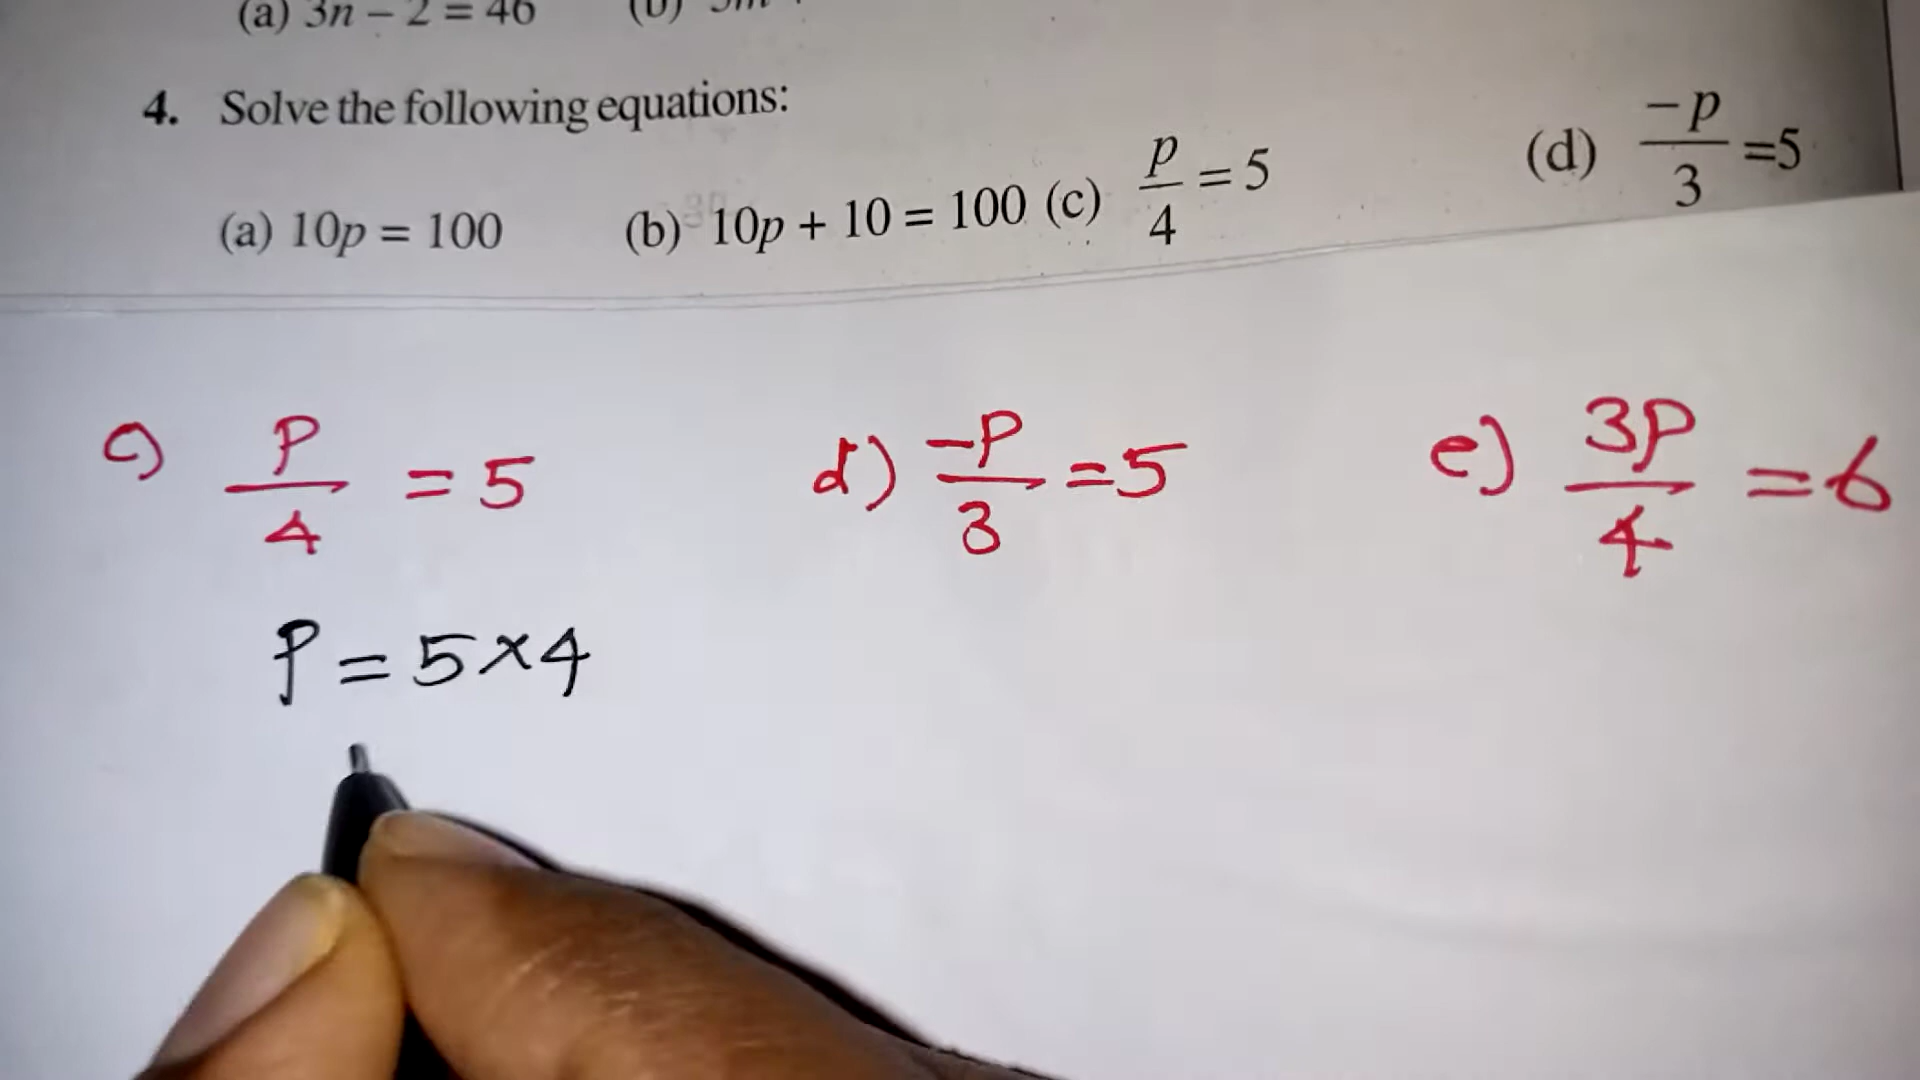 (a) 3n – 2 = 46 (b)
4. Solve the following equations:
(a) 10p = 100 (b) 10p + 10 = 100 (c) p/4 = 5 (d) –p/3 =5
c) P/4 = 5 d) –P/3 =5 e) 3P/4 = 6
P = 5×4